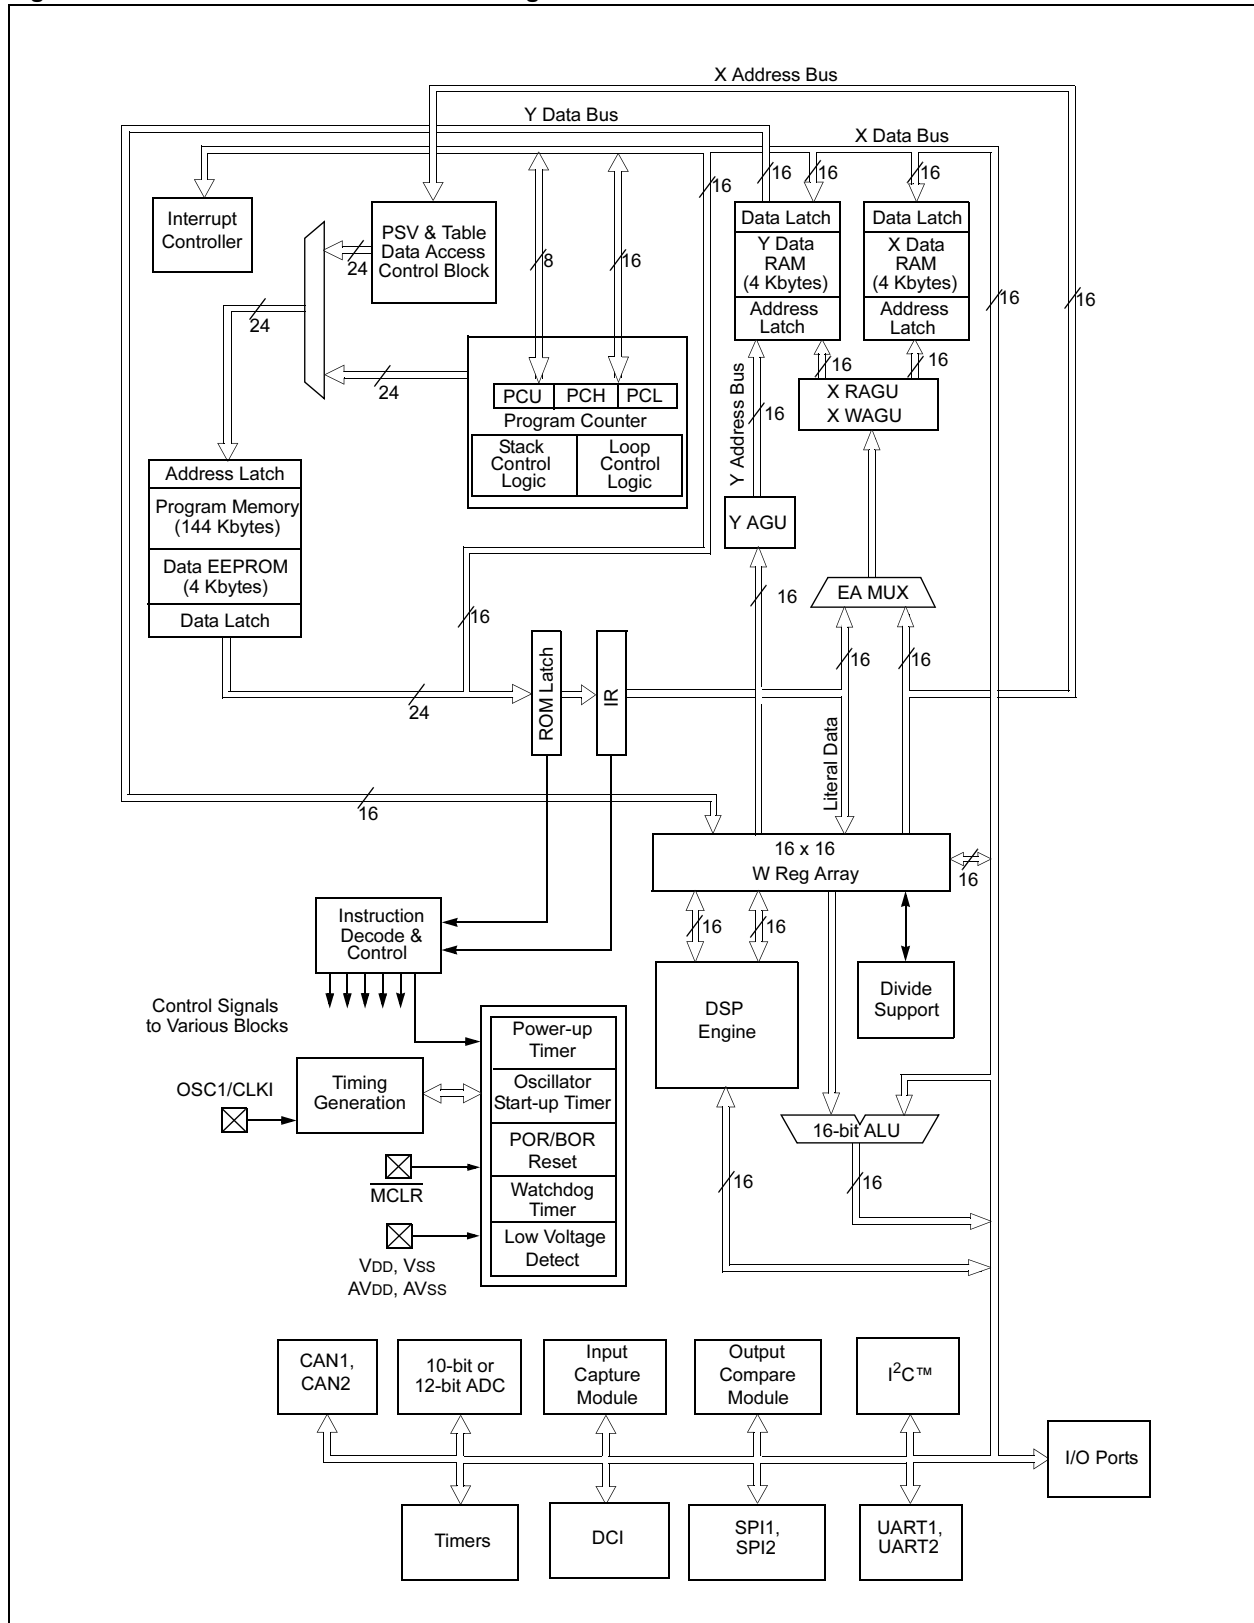 X Address Bus
Y Data Bus
X Data Bus
16
16
16
16
Interrupt
Controller
PSV & Table
Data Access
Control Block
24
8
16
Data Latch
Y Data
RAM
(4 Kbytes)
Address
Latch
Data Latch
X Data
RAM
(4 Kbytes)
Address
Latch
16
16
24
24
16
16
PCU
PCH
PCL
Program Counter
Stack
Control
Logic
Loop
Control
Logic
Y Address Bus
16
X RAGU
X WAGU
Address Latch
Program Memory
(144 Kbytes)
Data EEPROM
(4 Kbytes)
Data Latch
Y AGU
16
EA MUX
16
16
16
24
ROM Latch
IR
Literal Data
16
16 x 16
W Reg Array
16
Instruction
Decode &
Control
16
16
Control Signals
to Various Blocks
DSP
Engine
Divide
Support
Power-up
Timer
OSC1/CLKI
Timing
Generation
Oscillator
Start-up Timer
16-bit ALU
POR/BOR
Reset
MCLR
16
16
Watchdog
Timer
Low Voltage
Detect
VDD, VSS
AVDD, AVSS
CAN1,
CAN2
10-bit or
12-bit ADC
Input
Capture
Module
Output
Compare
Module
I2C™
I/O Ports
Timers
DCI
SPI1,
SPI2
UART1,
UART2